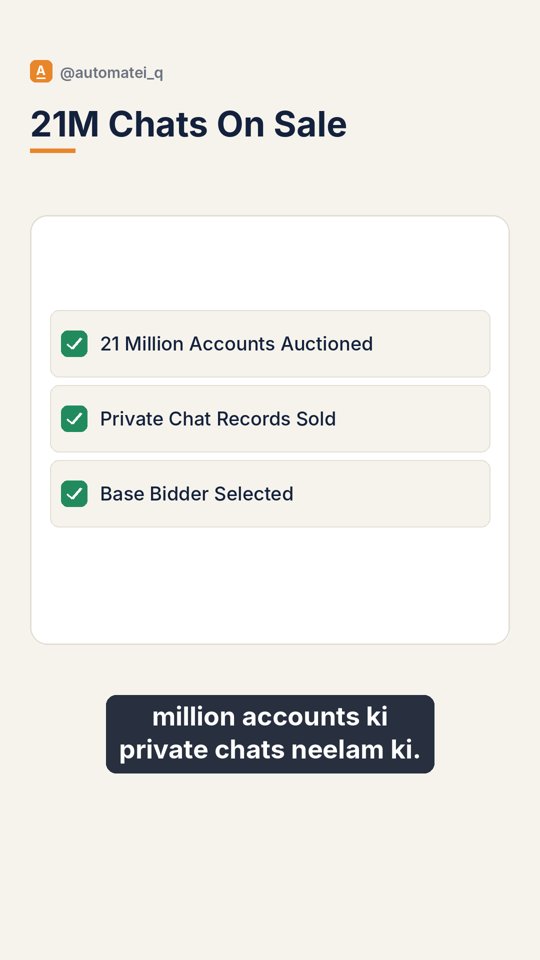 A @automatei_q
21M Chats On Sale
21 Million Accounts Auctioned
Private Chat Records Sold
Base Bidder Selected
million accounts ki
private chats neelam ki.